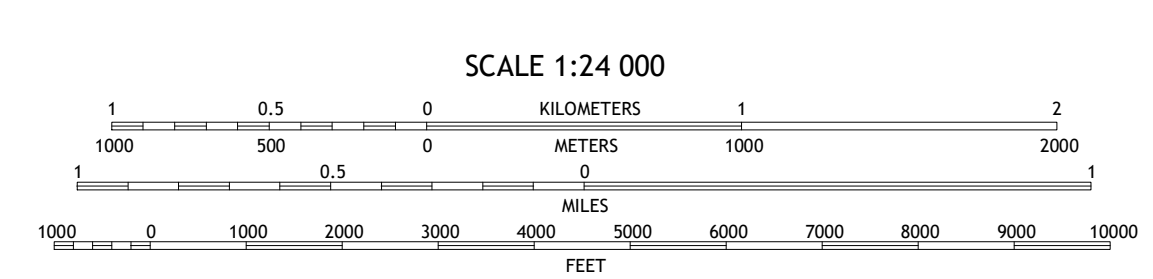 SCALE 1:24 000
1 0.5 0 KILOMETERS 1 2
1000 500 0 METERS 1000 2000
1 0.5 0 1
MILES
1000 0 1000 2000 3000 4000 5000 6000 7000 8000 9000 10000
FEET